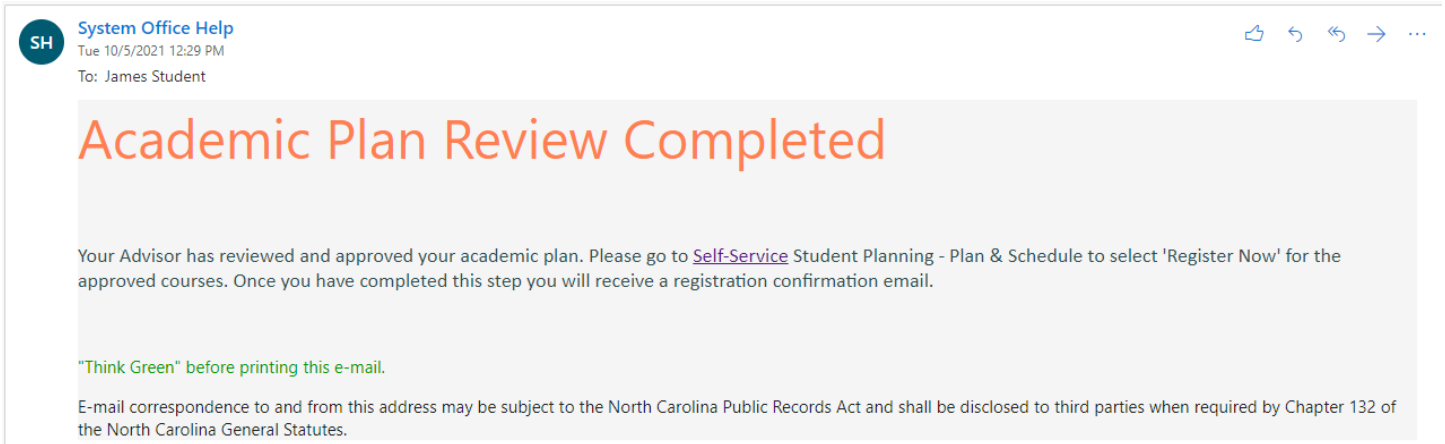 SH
System Office Help
Tue 10/5/2021 12:29 PM
To: James Student
Academic Plan Review Completed
Your Advisor has reviewed and approved your academic plan. Please go to Self-Service Student Planning - Plan & Schedule to select 'Register Now' for the
approved courses. Once you have completed this step you will receive a registration confirmation email.
"Think Green" before printing this e-mail.
E-mail correspondence to and from this address may be subject to the North Carolina Public Records Act and shall be disclosed to third parties when required by Chapter 132 of
the North Carolina General Statutes.